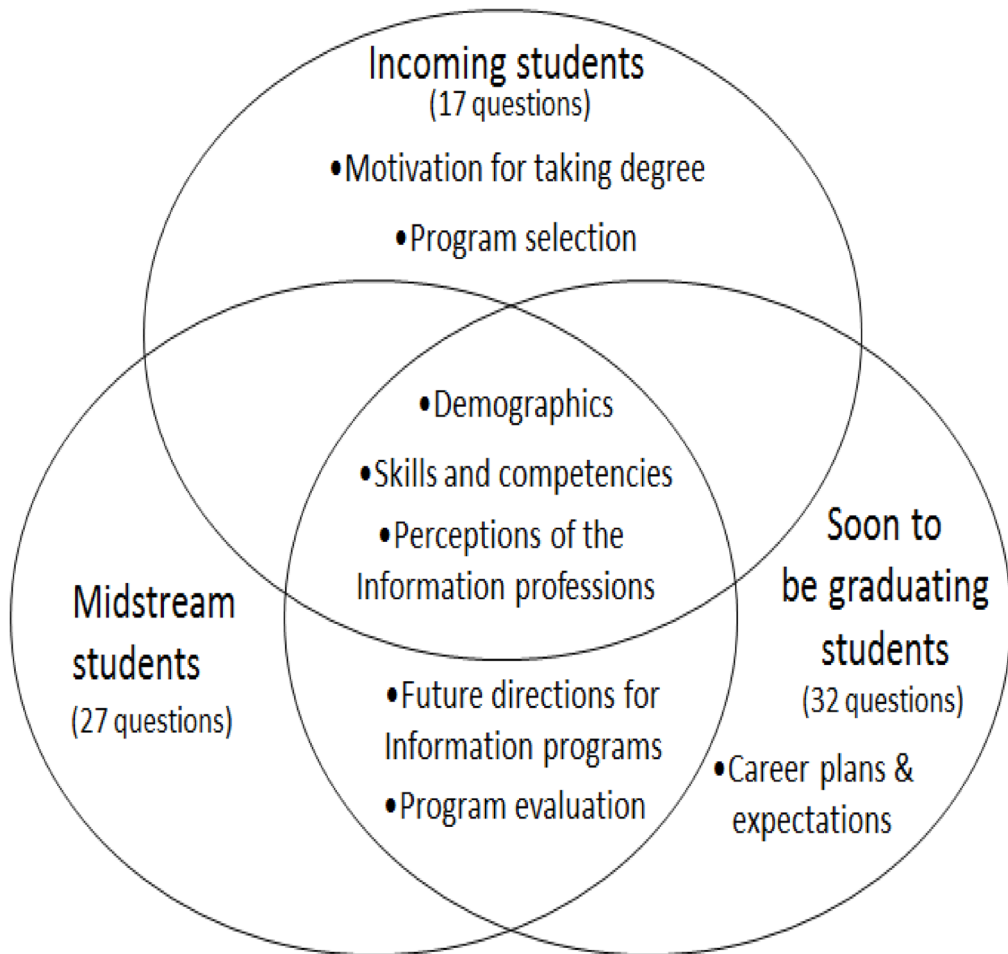 Incoming students
(17 questions)
•Motivation for taking degree
•Program selection
•Demographics
•Skills and competencies
•Perceptions of the
Information professions
Midstream
students
(27 questions)
Soon to
be graduating
students
(32 questions)
•Career plans &
expectations
•Future directions for
Information programs
•Program evaluation